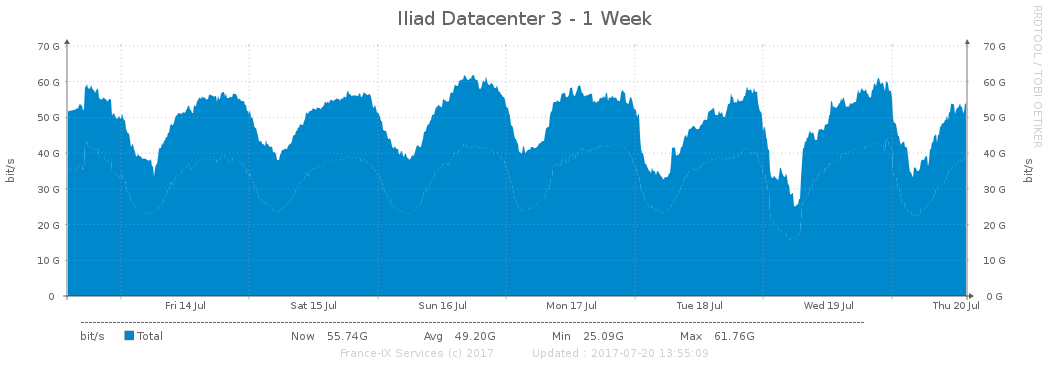 Iliad Datacenter 3 - 1 Week
RRDTOOL / TOBI OETIKER
70 G 70 G
60 G 60 G
50 G 50 G
40 G 40 G
30 G 30 G
20 G 20 G
10 G 10 G
0 0 G
bit/s bit/s
Fri 14 Jul Sat 15 Jul Sun 16 Jul Mon 17 Jul Tue 18 Jul Wed 19 Jul Thu 20 Jul
bit/s Total Now 55.74G Avg 49.20G Min 25.09G Max 61.76G
France-IX Services (c) 2017 Updated : 2017-07-20 13:55:09